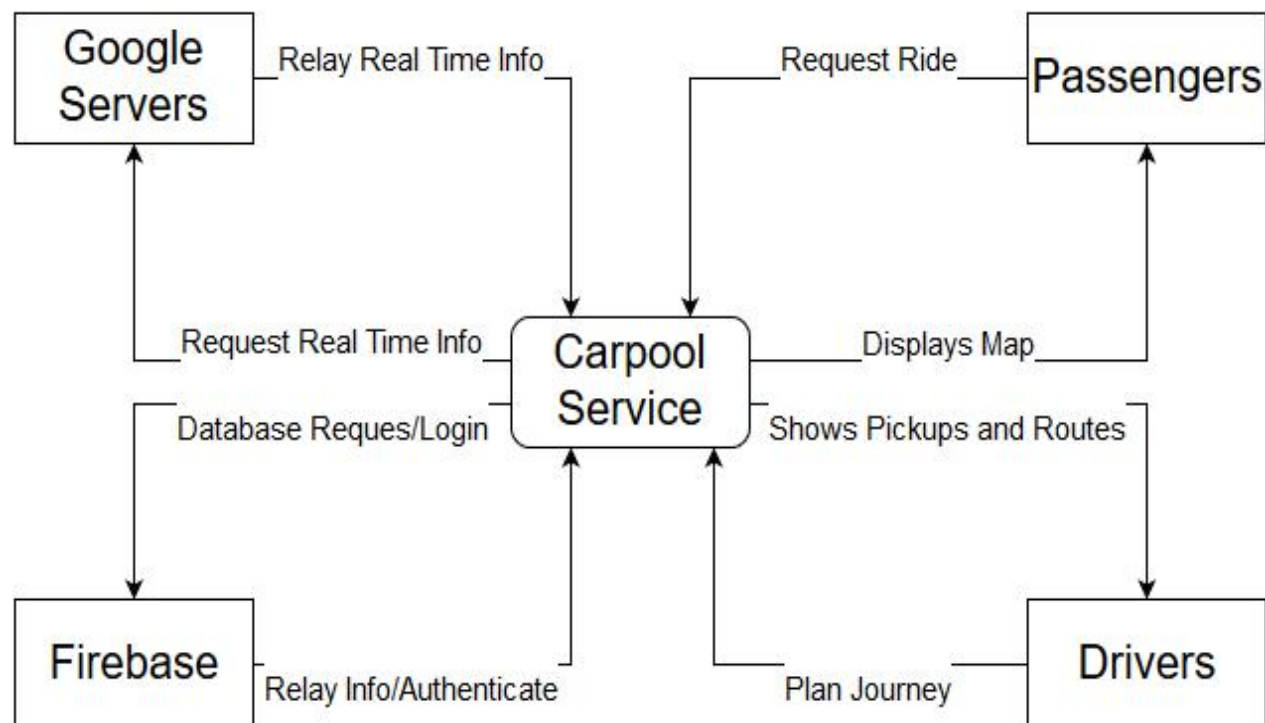 Google
Servers
Relay Real Time Info
Request Ride
Passengers
Request Real Time Info
Carpool
Service
Displays Map
Database Reques/Login
Shows Pickups and Routes
Firebase
Relay Info/Authenticate
Plan Journey
Drivers